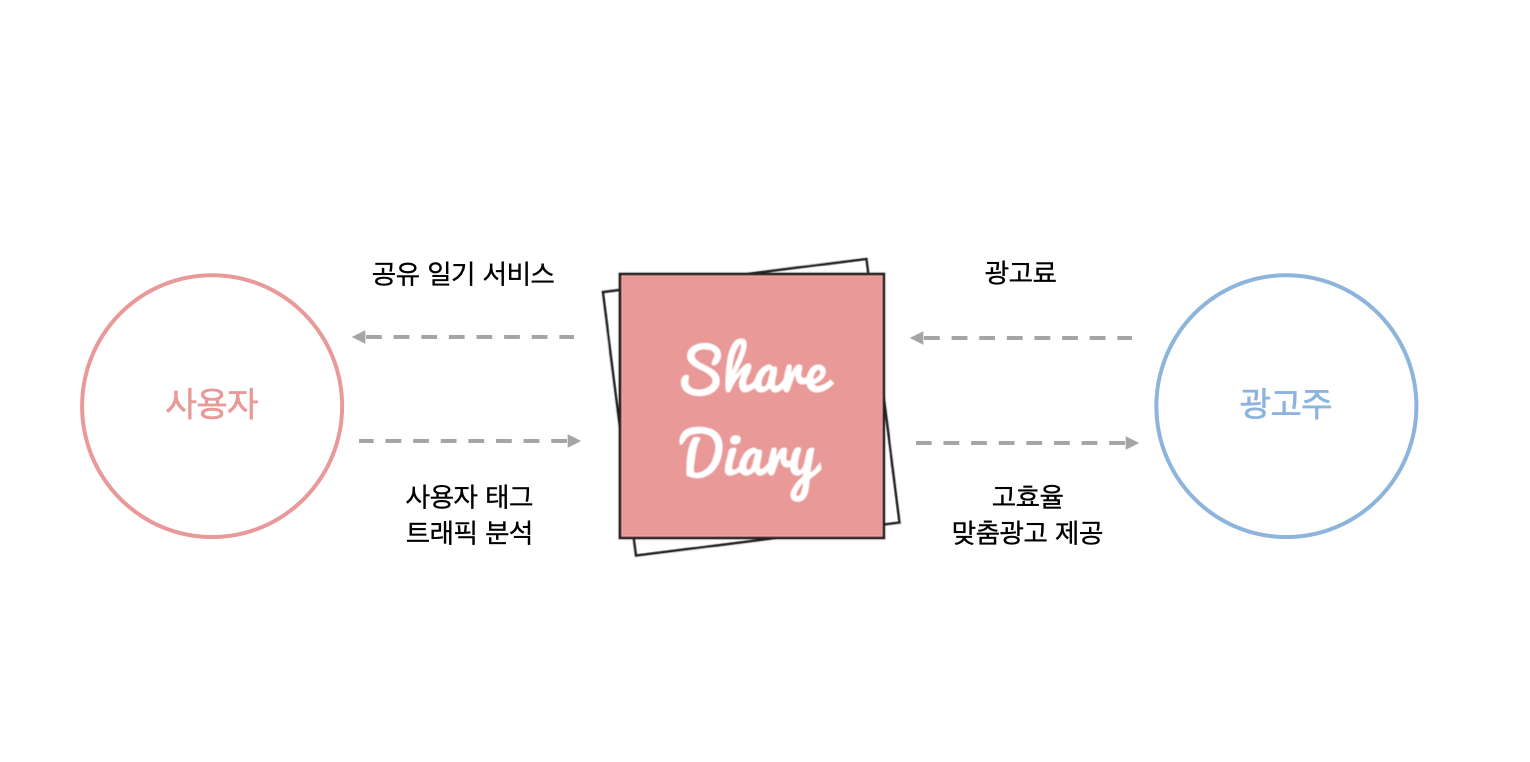 공유 일기 서비스
광고료
사용자
Share
Diary
광고주
사용자 태그
트래픽 분석
고효율
맞춤광고 제공